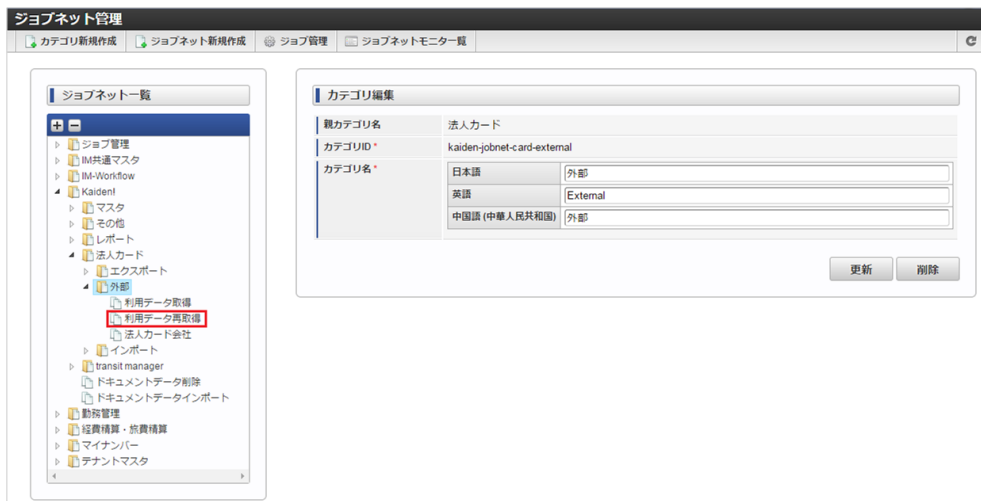 ジョブネット管理
カテゴリ新規作成 ジョブネット新規作成 ジョブ管理 ジョブネットモニタ一覧
ジョブネット一覧
ジョブ管理
IM共通マスタ
IM-Workflow
Kaiden!
マスタ
その他
レポート
法人カード
エクスポート
外部
利用データ取得
利用データ再取得
法人カード会社
インポート
transit manager
ドキュメントデータ削除
ドキュメントデータインポート
勤務管理
経費精算・旅費精算
マイナンバー
テナントマスタ
カテゴリ編集
親カテゴリ名 法人カード
カテゴリID * kaiden-jobnet-card-external
カテゴリ名 *
日本語 外部
英語 External
中国語 (中華人民共和国) 外部
更新 削除